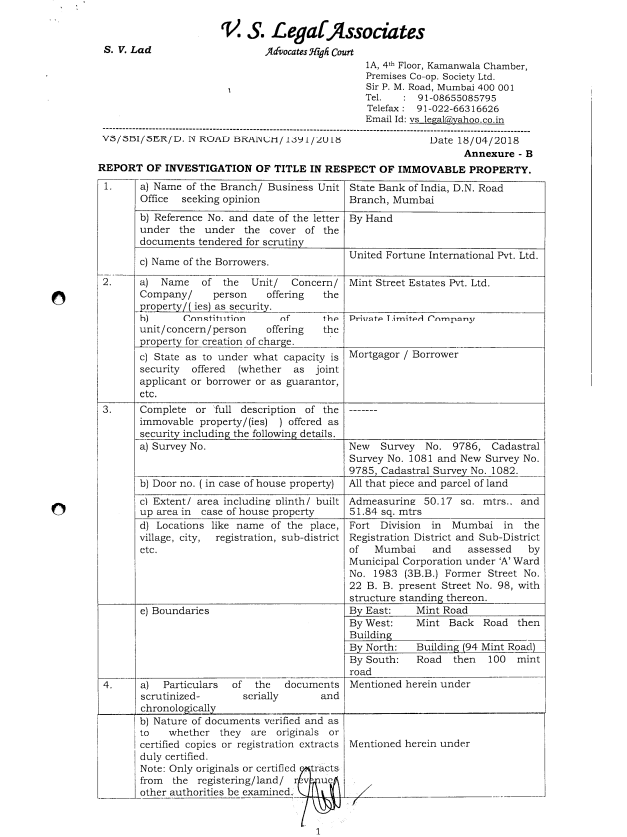 V. S. Legal Associates
S. V. Lad
Advocates High Court
1A, 4th Floor, Kamanwala Chamber,
Premises Co-op. Society Ltd.
Sir P. M. Road, Mumbai 400 001
Tel. : 91-08655085795
Telefax : 91-022-66316626
Email Id: vs_legal@yahoo.co.in
VS/SBI/SER/D. N ROAD BRANCH/1391/2018 Date 18/04/2018
Annexure - B
REPORT OF INVESTIGATION OF TITLE IN RESPECT OF IMMOVABLE PROPERTY.
1. a) Name of the Branch/ Business Unit
Office seeking opinion
State Bank of India, D.N. Road
Branch, Mumbai
b) Reference No. and date of the letter
under the under the cover of the
documents tendered for scrutiny
By Hand
c) Name of the Borrowers.
United Fortune International Pvt. Ltd.
2. a) Name of the Unit/ Concern/
Company/ person offering the
property/( ies) as security.
Mint Street Estates Pvt. Ltd.
b) Constitution of the
unit/concern/person offering the
property for creation of charge.
Private Limited Company
c) State as to under what capacity is
security offered (whether as joint
applicant or borrower or as guarantor,
etc.
Mortgagor / Borrower
3. Complete or full description of the
immovable property/(ies) ) offered as
security including the following details.
-------
a) Survey No.
New Survey No. 9786, Cadastral
Survey No. 1081 and New Survey No.
9785, Cadastral Survey No. 1082.
b) Door no. ( in case of house property)
All that piece and parcel of land
c) Extent/ area including plinth/ built
up area in case of house property
Admeasuring 50.17 sq. mtrs.. and
51.84 sq. mtrs
d) Locations like name of the place,
village, city, registration, sub-district
etc.
Fort Division in Mumbai in the
Registration District and Sub-District
of Mumbai and assessed by
Municipal Corporation under 'A' Ward
No. 1983 (3B.B.) Former Street No.
22 B. B. present Street No. 98, with
structure standing thereon.
e) Boundaries
By East: Mint Road
By West: Mint Back Road then
Building
By North: Building (94 Mint Road)
By South: Road then 100 mint
road
4. a) Particulars of the documents
scrutinized- serially and
chronologically
Mentioned herein under
b) Nature of documents verified and as
to whether they are originals or
certified copies or registration extracts
duly certified.
Note: Only originals or certified extracts
from the registering/land/ revenue/
other authorities be examined.
Mentioned herein under
1